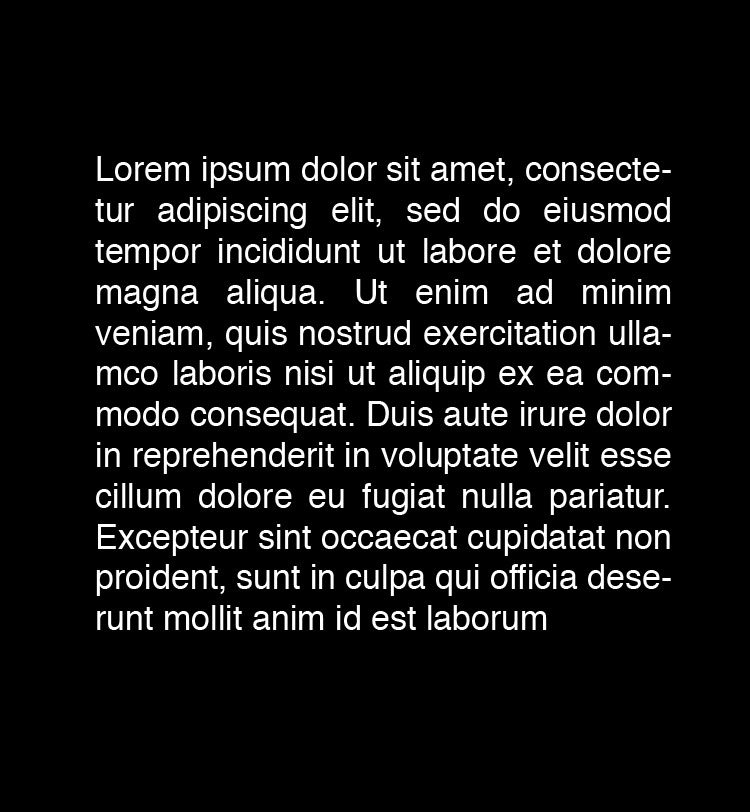 Lorem ipsum dolor sit amet, consecte-
tur adipiscing elit, sed do eiusmod
tempor incididunt ut labore et dolore
magna aliqua. Ut enim ad minim
veniam, quis nostrud exercitation ulla-
mco laboris nisi ut aliquip ex ea com-
modo consequat. Duis aute irure dolor
in reprehenderit in voluptate velit esse
cillum dolore eu fugiat nulla pariatur.
Excepteur sint occaecat cupidatat non
proident, sunt in culpa qui officia dese-
runt mollit anim id est laborum